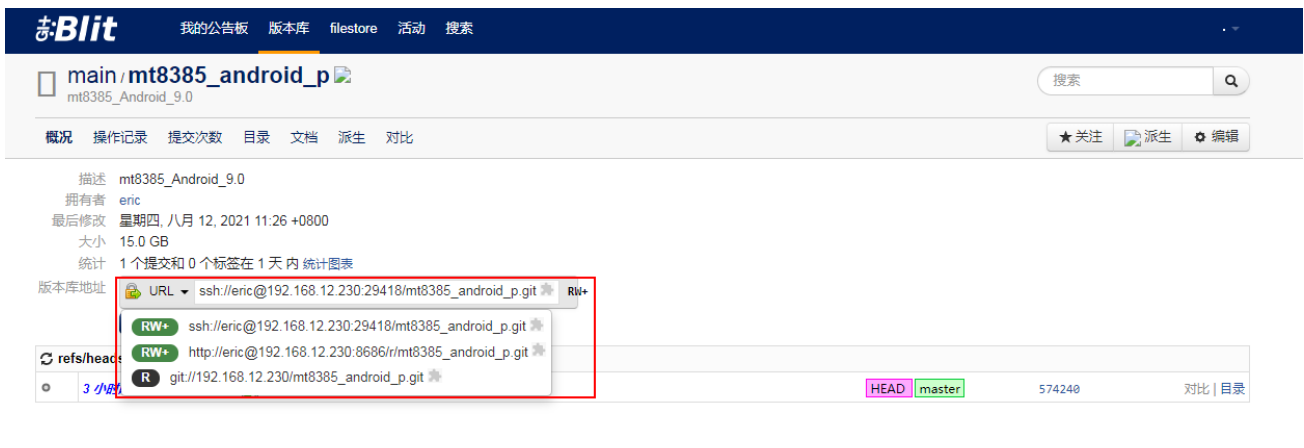 Blit 我的公告板 版本库 filestore 活动 搜索
main / mt8385_android_p
mt8385_Android_9.0
搜索
概况 操作记录 提交次数 目录 文档 派生 对比 ★关注 派生 编辑
描述 mt8385_Android_9.0
拥有者 eric
最后修改 星期四, 八月 12, 2021 11:26 +0800
大小 15.0 GB
统计 1 个提交和 0 个标签在 1 天 内 统计图表
版本库地址 URL ssh://eric@192.168.12.230:29418/mt8385_android_p.git RW+
RW+ ssh://eric@192.168.12.230:29418/mt8385_android_p.git
RW+ http://eric@192.168.12.230:8686/r/mt8385_android_p.git
refs/heads
R git://192.168.12.230/mt8385_android_p.git
3 小时 HEAD master 574240 对比 | 目录